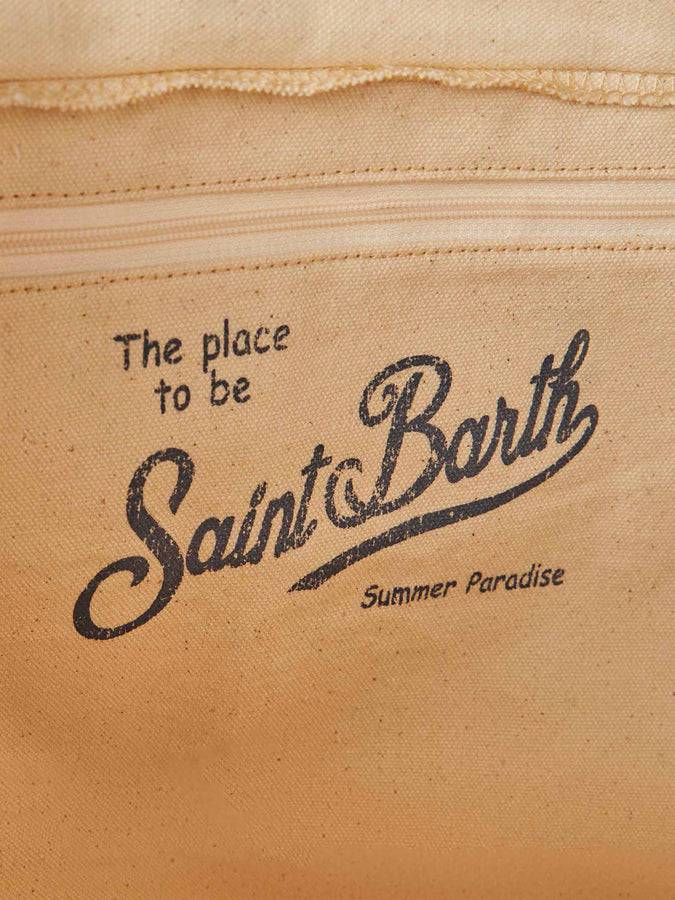 The place
to be
Saint Barth
Summer Paradise